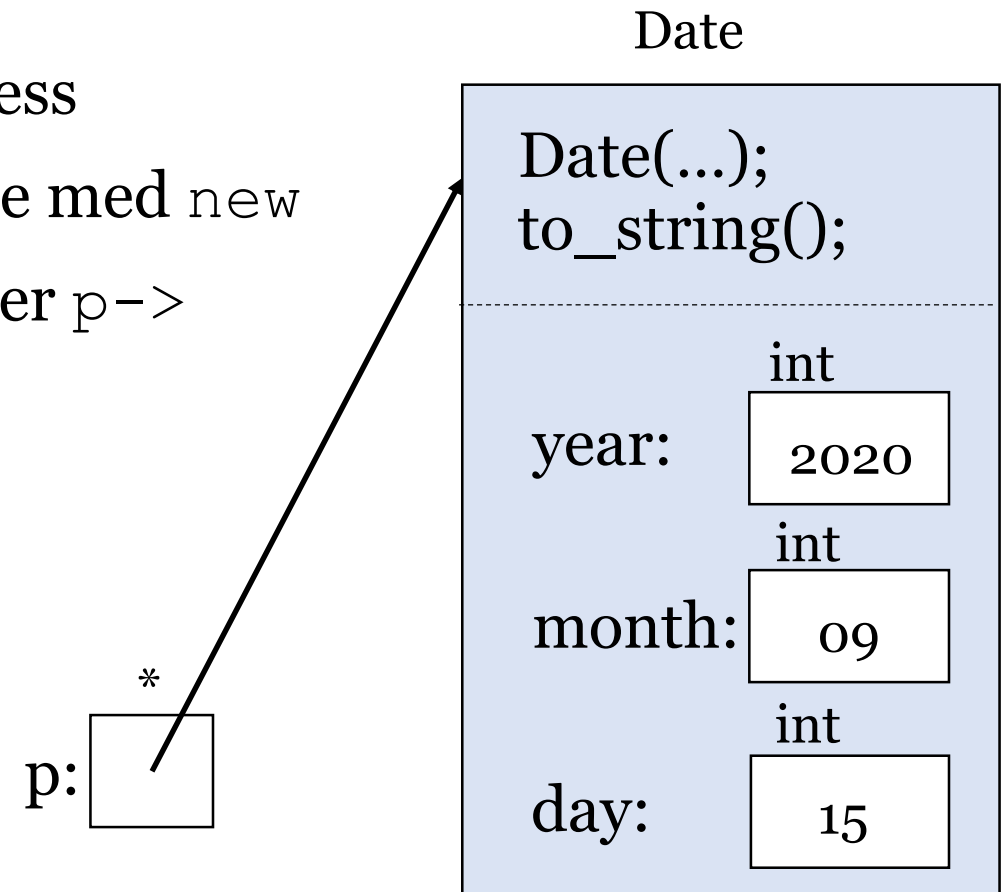 Date
ess
e med new
er p->
Date(...);
to_string();
int
year: 2020
int
month: 09
int
day: 15
*
p: